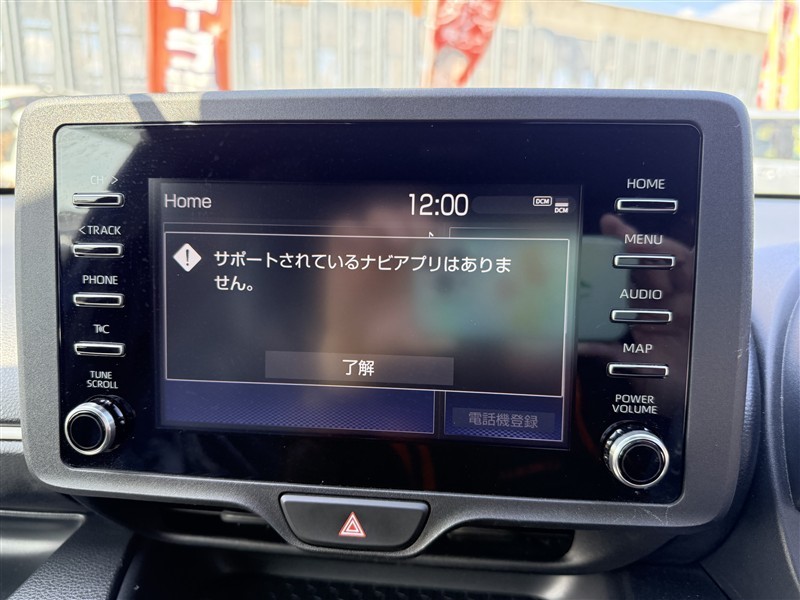 CH >
< TRACK
PHONE
T C
TUNE
SCROLL
Home
12:00
DCM
DCM
サポートされているナビアプリはありま
せん。
了解
電話機登録
HOME
MENU
AUDIO
MAP
POWER
VOLUME